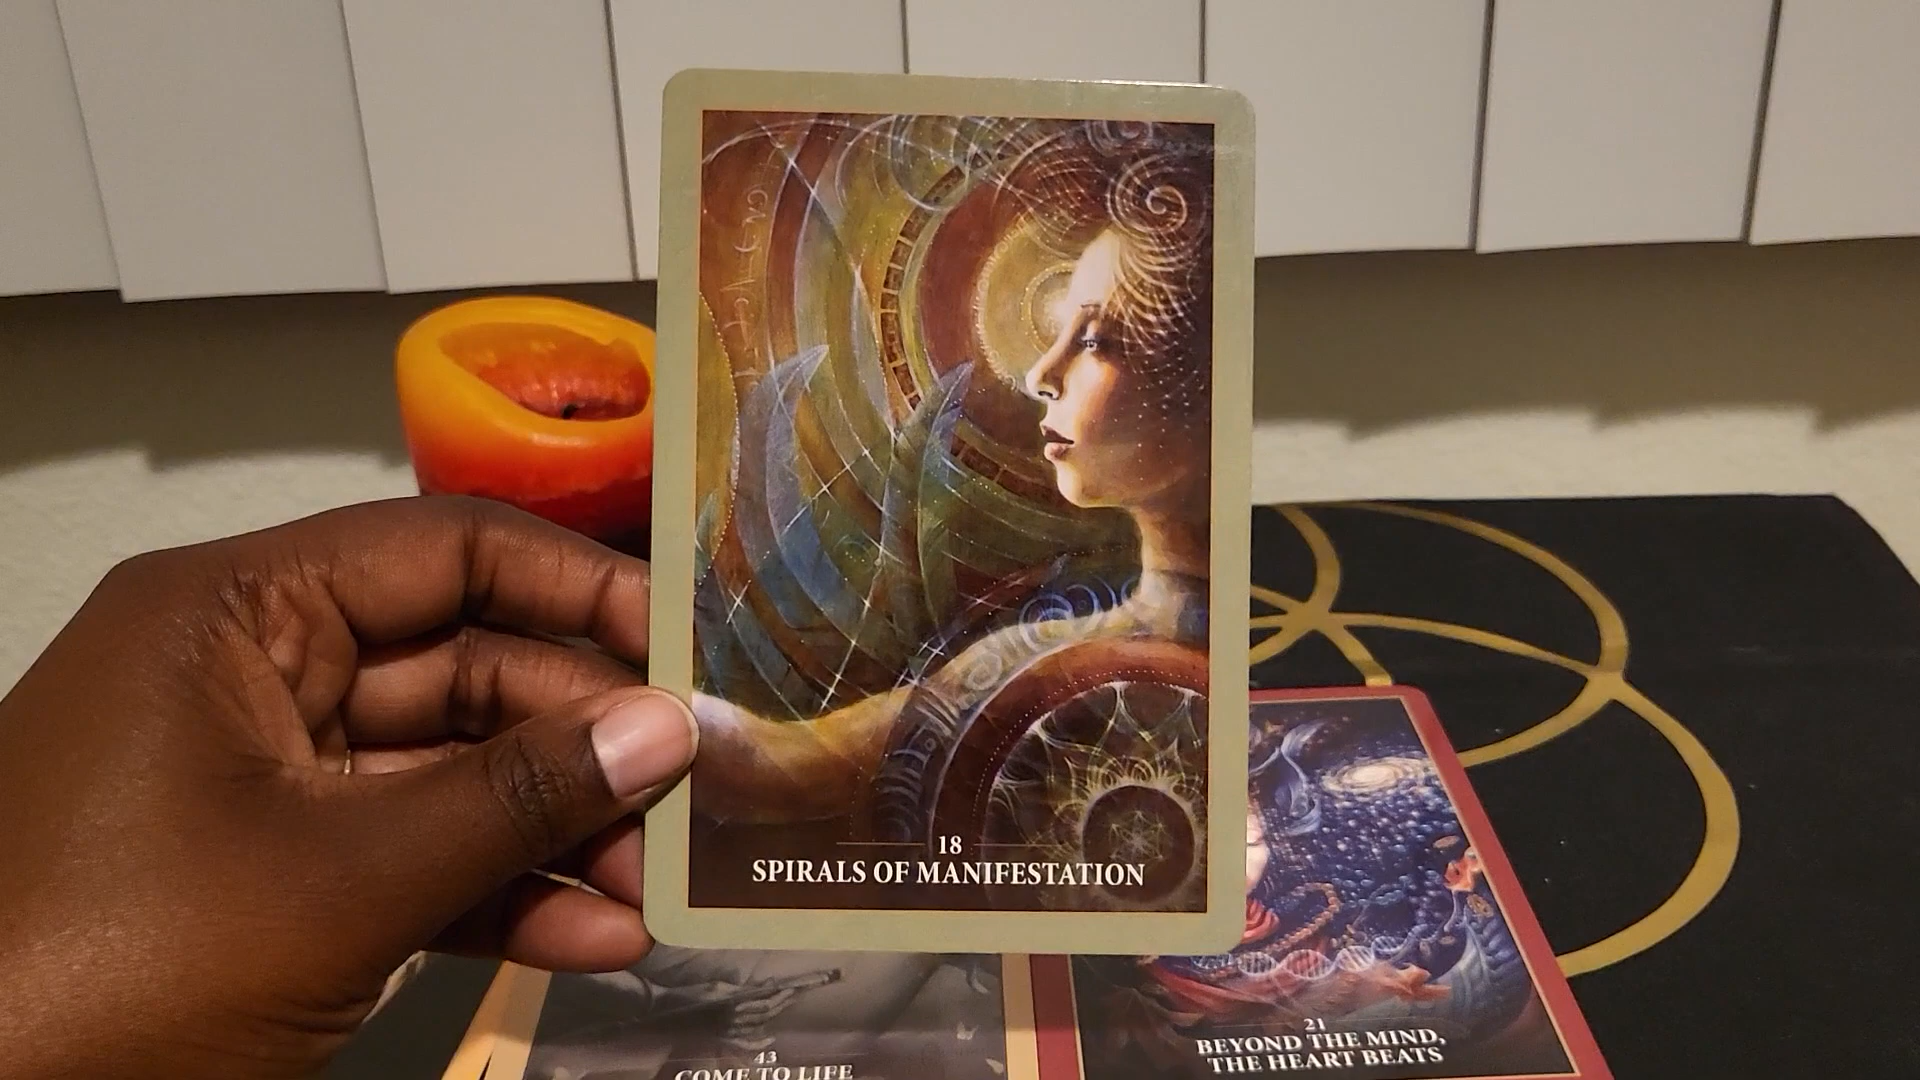 18
SPIRALS OF MANIFESTATION
43
COME TO LIFE
21
BEYOND THE MIND,
THE HEART BEATS